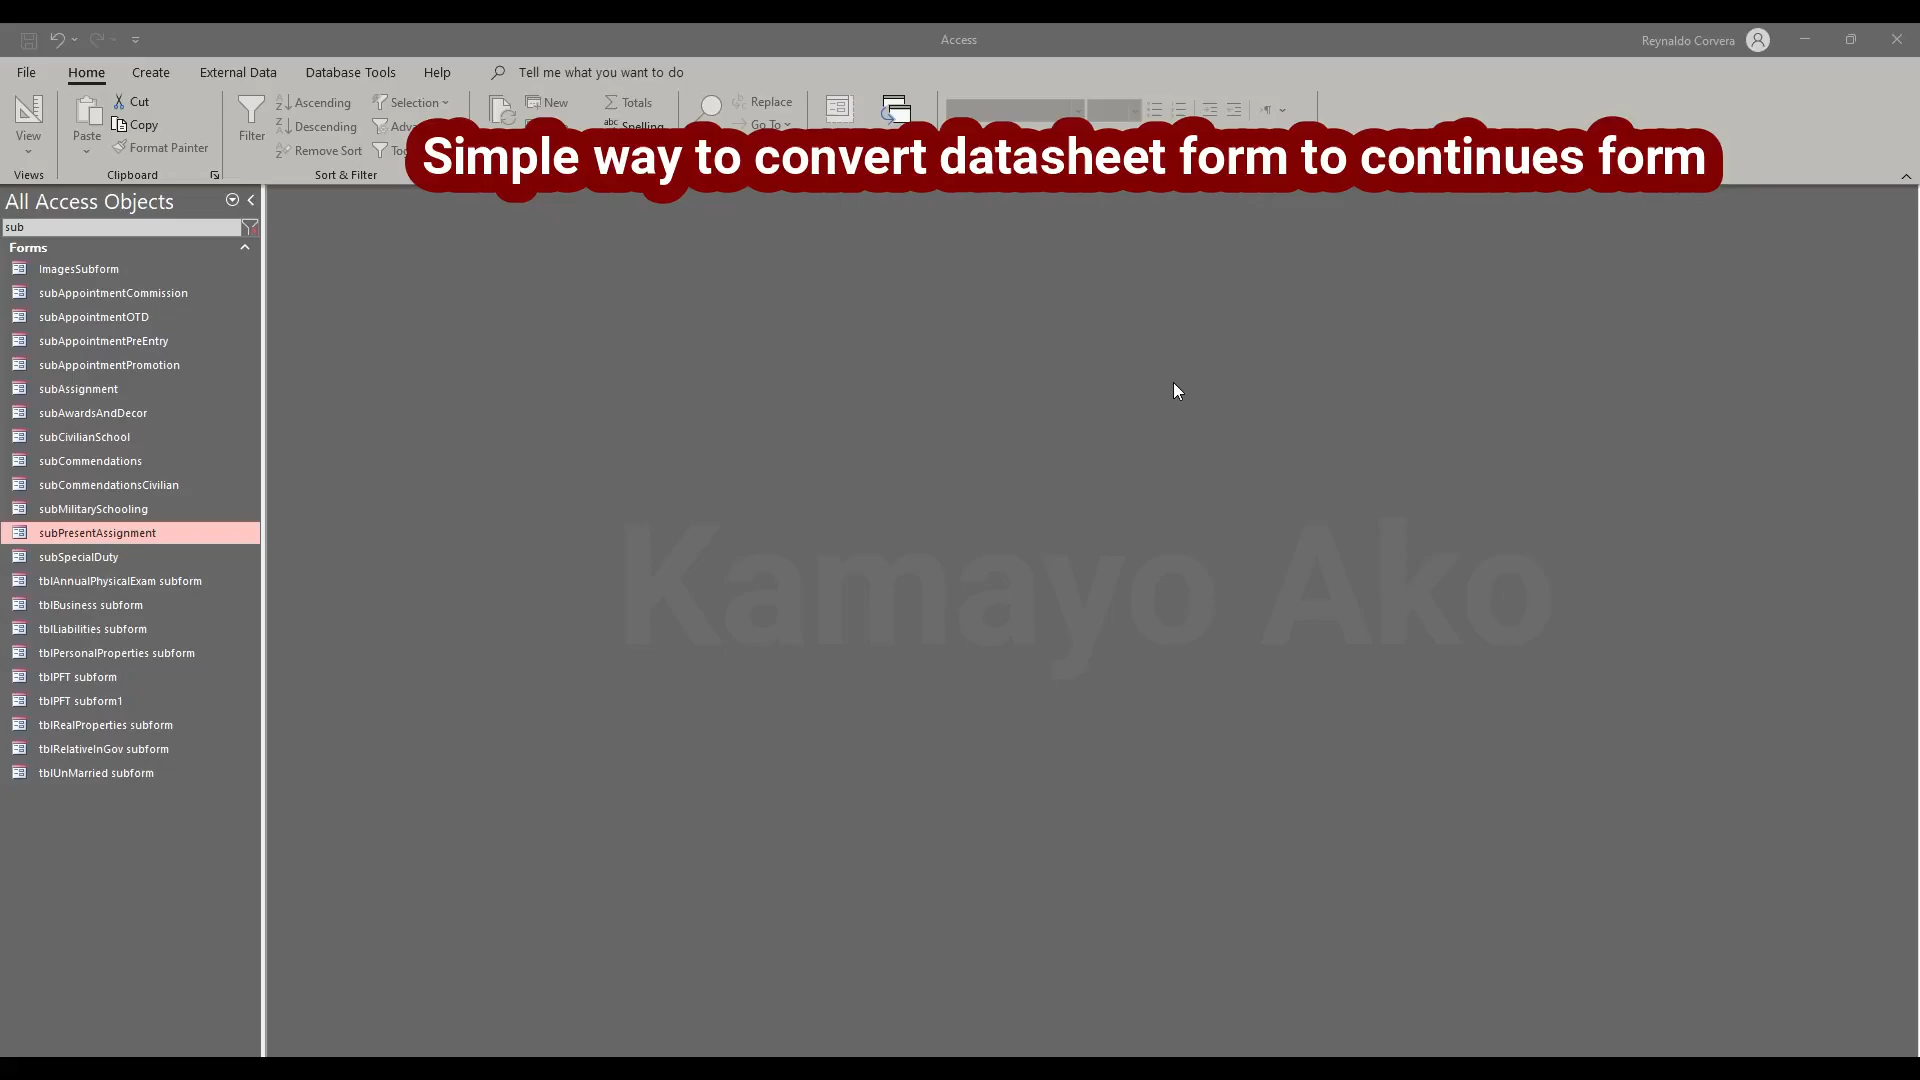 Access
Reynaldo Corvera
File Home Create External Data Database Tools Help Tell me what you want to do
View
Views
Paste
Cut
Copy
Format Painter
Clipboard
Filter
Ascending
Descending
Remove Sort
Selection
Sort & Filter
New
Totals
Spelling
Replace
Go To
Simple way to convert datasheet form to continues form
All Access Objects
sub
Forms
ImagesSubform
subAppointmentCommission
subAppointmentOTD
subAppointmentPreEntry
subAppointmentPromotion
subAssignment
subAwardsAndDecor
subCivilianSchool
subCommendations
subCommendationsCivilian
subMilitarySchooling
subPresentAssignment
subSpecialDuty
tblAnnualPhysicalExam subform
tblBusiness subform
tblLiabilities subform
tblPersonalProperties subform
tblPFT subform
tblPFT subform1
tblRealProperties subform
tblRelativeInGov subform
tblUnMarried subform
Kamayo Ako